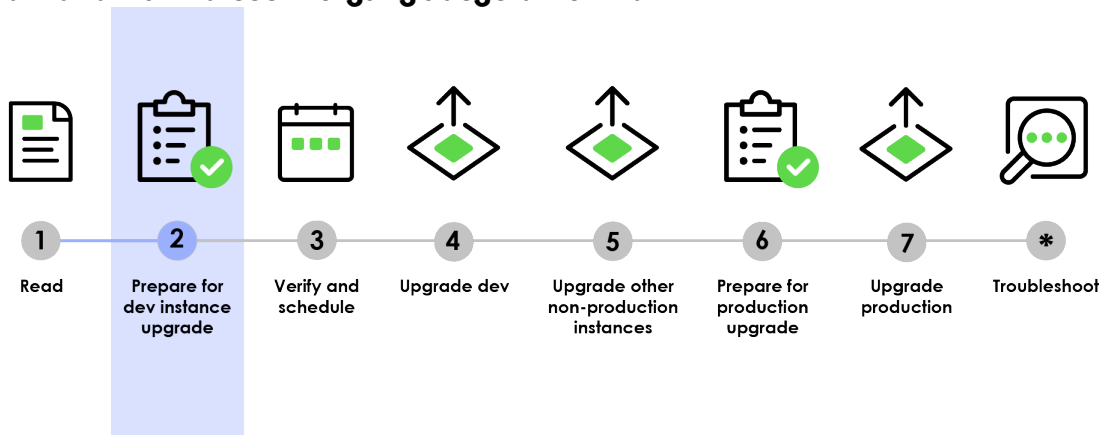 1
2
3
4
5
6
7
*
Read
Prepare for
dev instance
upgrade
Verify and
schedule
Upgrade dev
Upgrade other
non-production
instances
Prepare for
production
upgrade
Upgrade
production
Troubleshoot